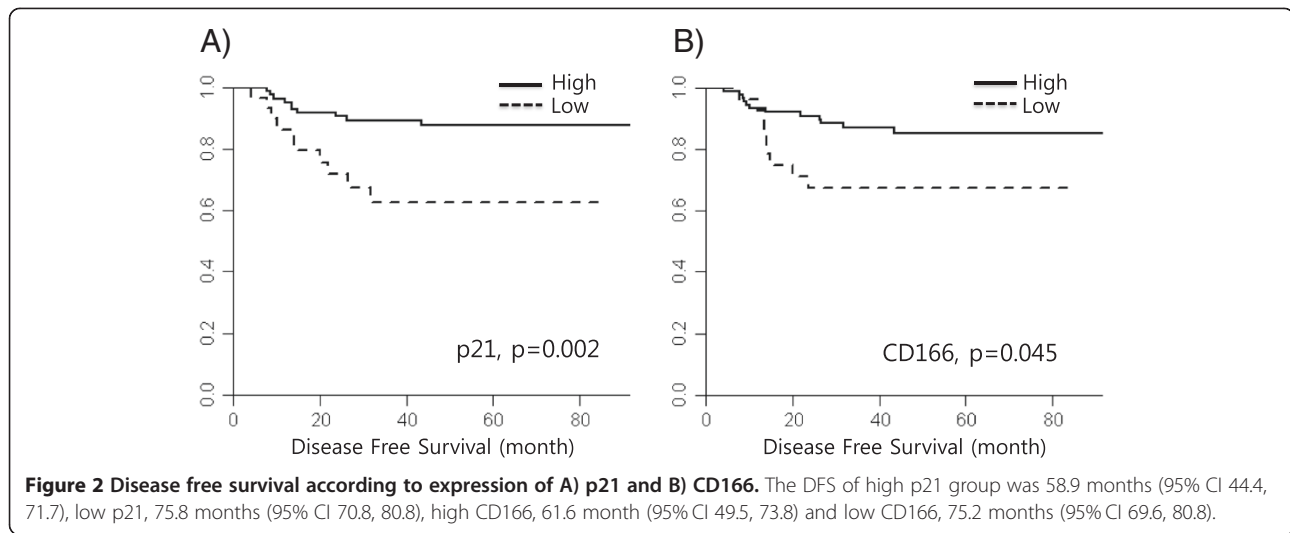 A)
B)
High
Low
High
Low
1.0
0.8
0.6
0.4
0.2
0.0
1.0
0.8
0.6
0.4
0.2
0.0
p21, p=0.002
CD166, p=0.045
0 20 40 60 80
0 20 40 60 80
Disease Free Survival (month)
Disease Free Survival (month)
Figure 2 Disease free survival according to expression of A) p21 and B) CD166. The DFS of high p21 group was 58.9 months (95% CI 44.4,
71.7), low p21, 75.8 months (95% CI 70.8, 80.8), high CD166, 61.6 month (95% CI 49.5, 73.8) and low CD166, 75.2 months (95% CI 69.6, 80.8).